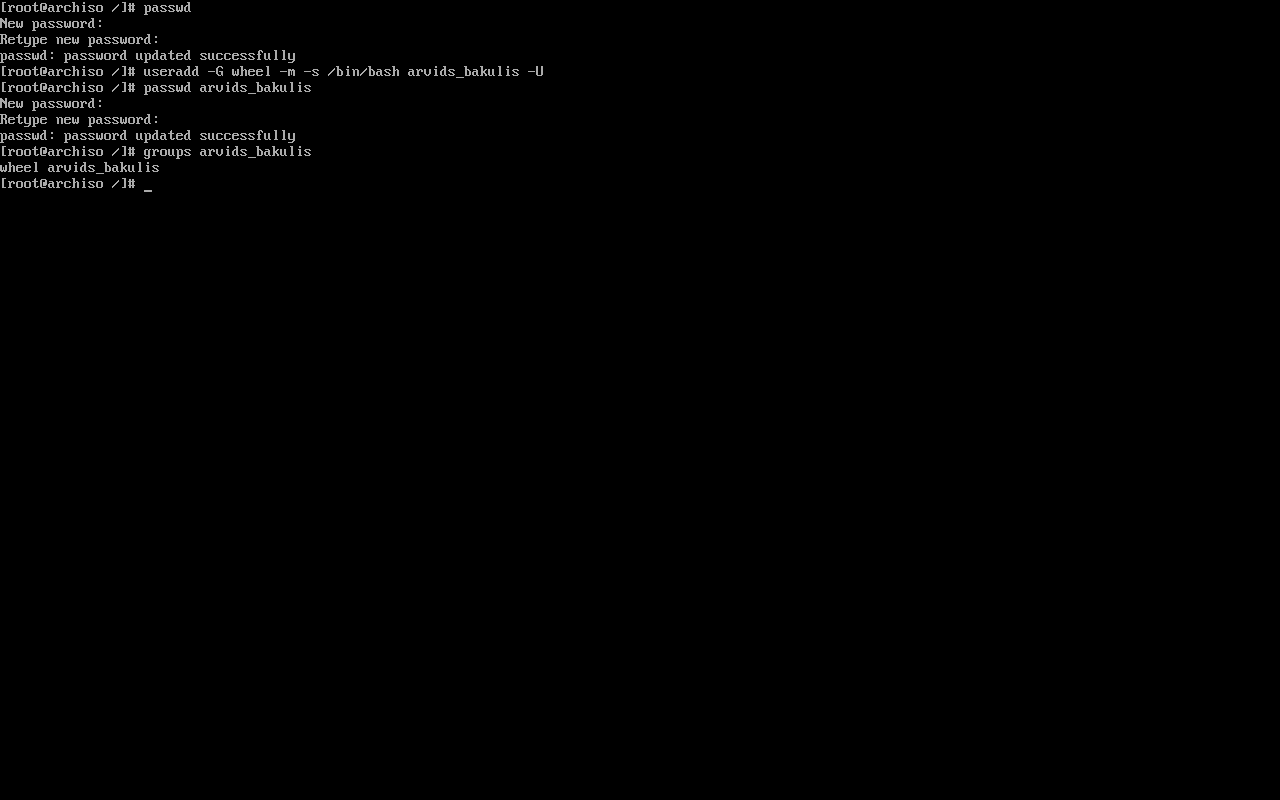 [root@archiso /]# passwd
New password:
Retype new password:
passwd: password updated successfully
[root@archiso /]# useradd -G wheel -m -s /bin/bash arvids_bakulis -U
[root@archiso /]# passwd arvids_bakulis
New password:
Retype new password:
passwd: password updated successfully
[root@archiso /]# groups arvids_bakulis
wheel arvids_bakulis
[root@archiso /]# _